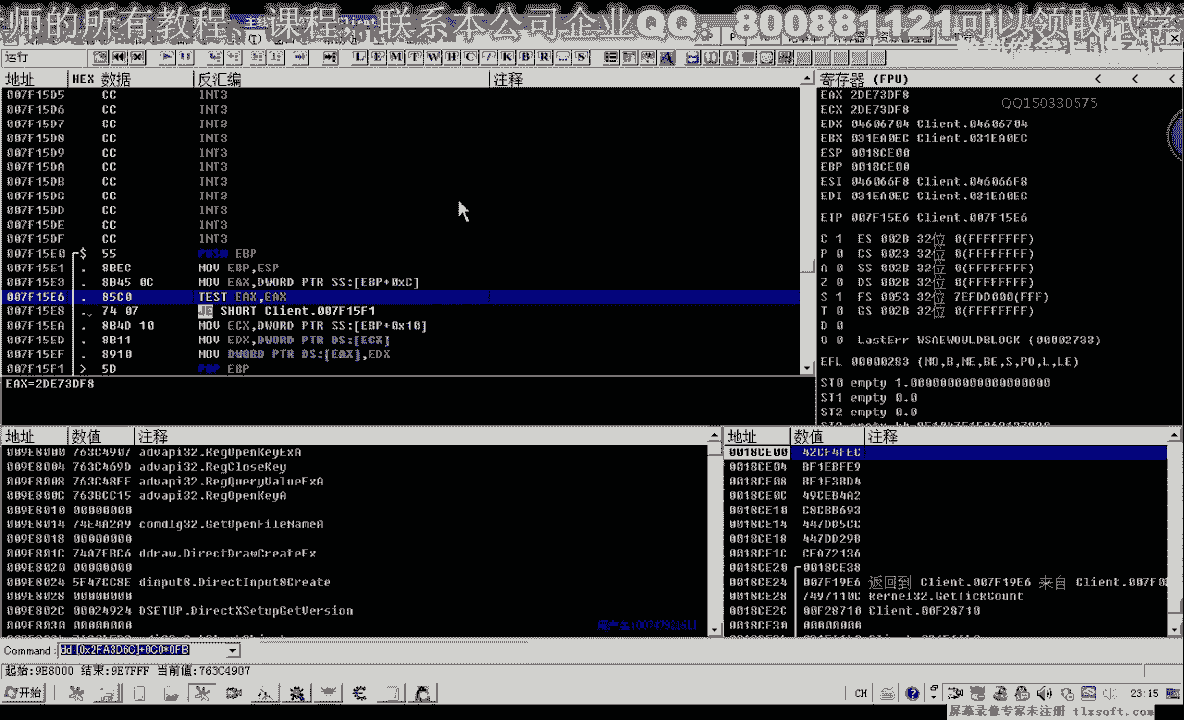 师的所有教程、课程，联系本公司企业QQ：800881121可以领取试学
运行
L E M T W H C / K B R ... S
地址 HEX 数据 反汇编 注释
寄存器 (FPU)
QQ150330575
007F15D5 CC INT3
007F15D6 CC INT3
007F15D7 CC INT3
007F15D8 CC INT3
007F15D9 CC INT3
007F15DA CC INT3
007F15DB CC INT3
007F15DC CC INT3
007F15DD CC INT3
007F15DE CC INT3
007F15DF CC INT3
007F15E0 $ 55 PUSH EBP
007F15E1 . 8BEC MOV EBP,ESP
007F15E3 . 8B45 0C MOV EAX,DWORD PTR SS:[EBP+0xC]
007F15E6 . 85C0 TEST EAX,EAX
007F15E8 . 74 07 JE SHORT Client.007F15F1
007F15EA . 8B4D 10 MOV ECX,DWORD PTR SS:[EBP+0x10]
007F15ED . 8B11 MOV EDX,DWORD PTR DS:[ECX]
007F15EF . 8910 MOV DWORD PTR DS:[EAX],EDX
007F15F1 > 5D POP EBP
EAX=2DE73DF8
EAX 2DE73DF8
ECX 2DE73DF8
EDX 04606704 Client.04606704
EBX 031EA0EC Client.031EA0EC
ESP 0018CE00
EBP 0018CE00
ESI 046066F8 Client.046066F8
EDI 031EA0EC Client.031EA0EC
EIP 007F15E6 Client.007F15E6
C 1 ES 002B 32位 0(FFFFFFFF)
P 0 CS 0023 32位 0(FFFFFFFF)
A 0 SS 002B 32位 0(FFFFFFFF)
Z 0 DS 002B 32位 0(FFFFFFFF)
S 1 FS 0053 32位 7EFDD000(FFF)
T 0 GS 002B 32位 0(FFFFFFFF)
D 0
O 0 LastErr WSAEWOULDBLOCK (00002733)
EFL 00000283 (NO,B,NE,BE,S,PO,L,LE)
ST0 empty 1.0000000000000000000
ST1 empty 0.0
ST2 empty 0.0
地址 数值 注释
009E8000 763C4907 advapi32.RegOpenKeyExA
009E8004 763C469D advapi32.RegCloseKey
009E8008 763C48EF advapi32.RegQueryValueExA
009E800C 763BCC15 advapi32.RegOpenKeyA
009E8010 00000000
009E8014 74E4A2A9 comdlg32.GetOpenFileNameA
009E8018 00000000
009E801C 74A7EBC6 ddraw.DirectDrawCreateEx
009E8020 00000000
009E8024 5F47CC8E dinput8.DirectInput8Create
009E8028 00000000
009E802C 00024924 DSETUP.DirectXSetupGetVersion
009E8030 00000000
地址 数值 注释
0018CE00 42CF4FEC
0018CE04 BF1EBFE9
0018CE08 BF1F3BD4
0018CE0C 49CEB4A2
0018CE10 C8CBB693
0018CE14 447DD5CC
0018CE18 447DD29B
0018CE1C CFA72136
0018CE20 0018CE38
0018CE24 007F19E6 返回到 Client.007F19E6 来自 Client.007F0
0018CE28 7497110C kernel32.GetTickCount
0018CE2C 00F28710 Client.00F28710
0018CE30 00000000
Command: dd [0x2FA3D6C]+0C0*0FB
起始:9E8000 结束:9E7FFF 当前值:763C4907
开始
CH
23:15
屏幕录像专家未注册 tlxsoft.com